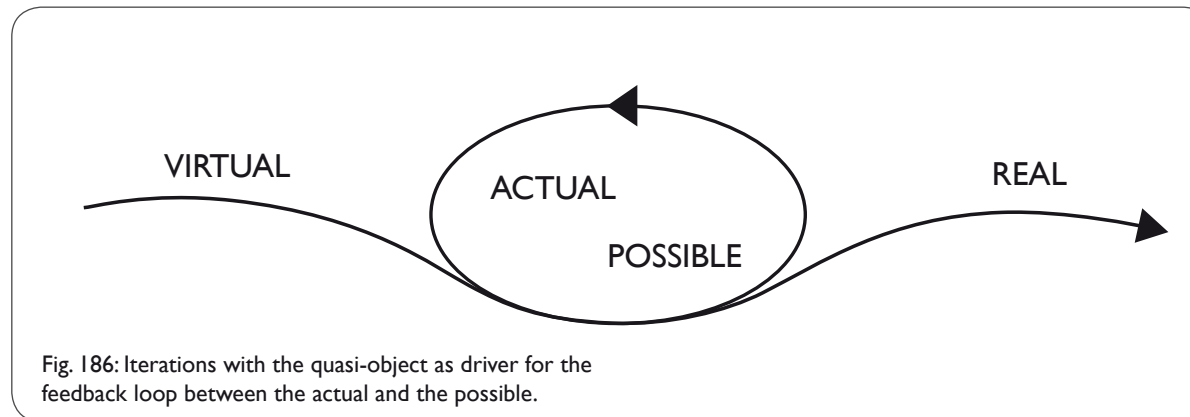 VIRTUAL
ACTUAL
REAL
POSSIBLE
Fig. 186: Iterations with the quasi-object as driver for the
feedback loop between the actual and the possible.